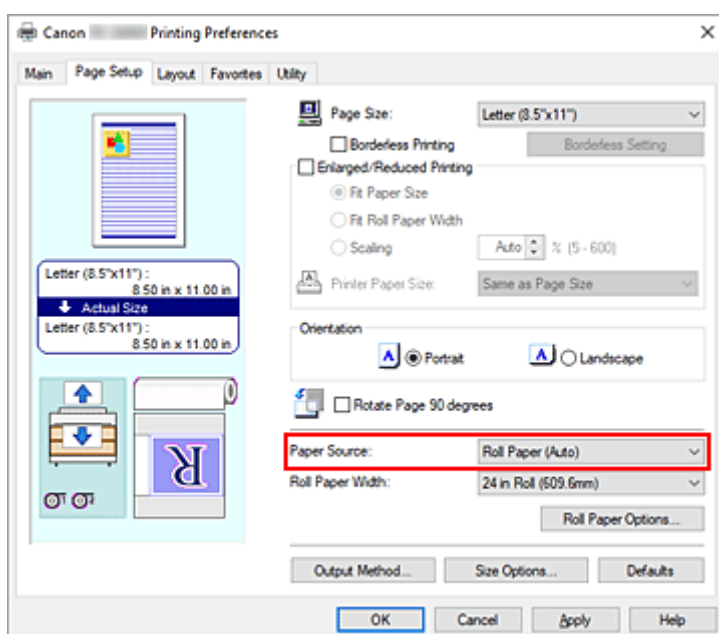 Canon Printing Preferences
Main Page Setup Layout Favorites Utility
Page Size: Letter (8.5"x11")
Borderless Printing Borderless Setting
Enlarged/Reduced Printing
Fit Paper Size
Fit Roll Paper Width
Scaling Auto % (5 - 600)
Printer Paper Size: Same as Page Size
Letter (8.5"x11") :
8.50 in x 11.00 in
Actual Size
Letter (8.5"x11") :
8.50 in x 11.00 in
Orientation
A Portrait A Landscape
Rotate Page 90 degrees
Paper Source: Roll Paper (Auto)
Roll Paper Width: 24 in Roll (609.6mm)
Roll Paper Options...
R
Output Method... Size Options... Defaults
OK Cancel Apply Help